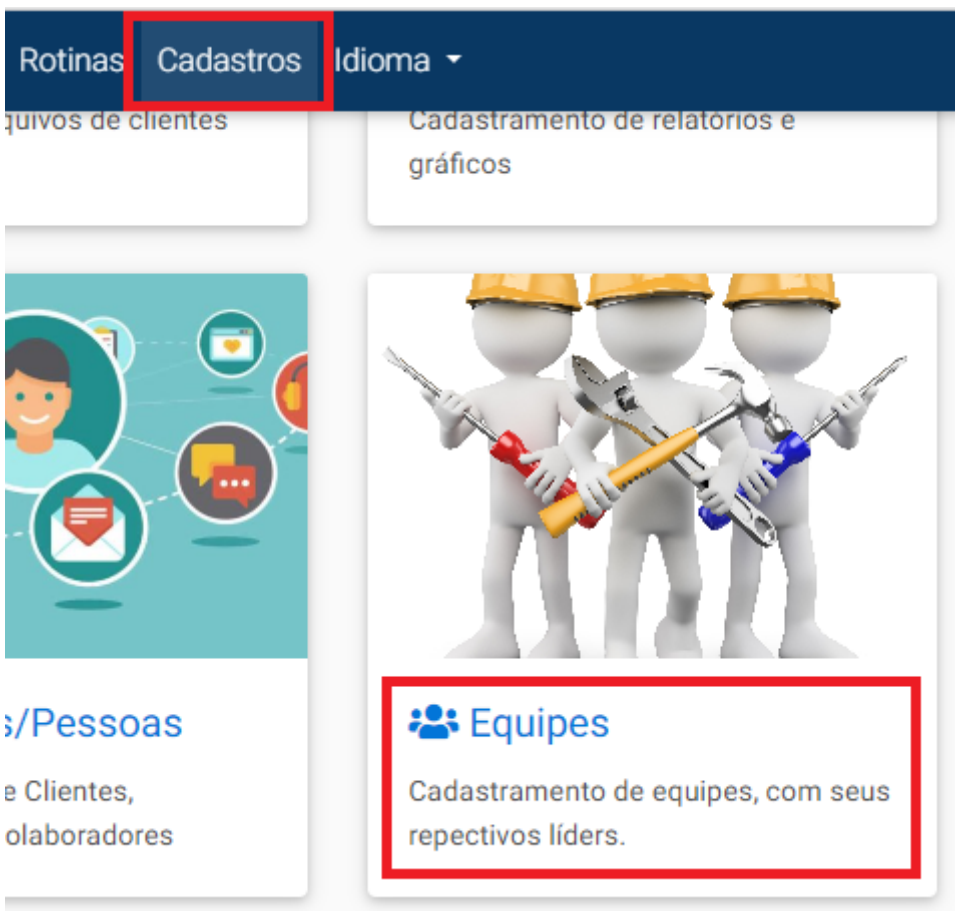 Rotinas Cadastros Idioma
quivos de clientes
Cadastramento de relatórios e
gráficos
s/Pessoas
e Clientes,
olaboradores
Equipes
Cadastramento de equipes, com seus
repectivos líders.